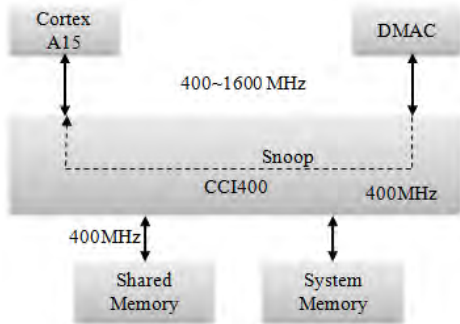 Cortex
A15
DMAC
400~1600 MHz
Snoop
CCI400
400MHz
400MHz
Shared
Memory
System
Memory